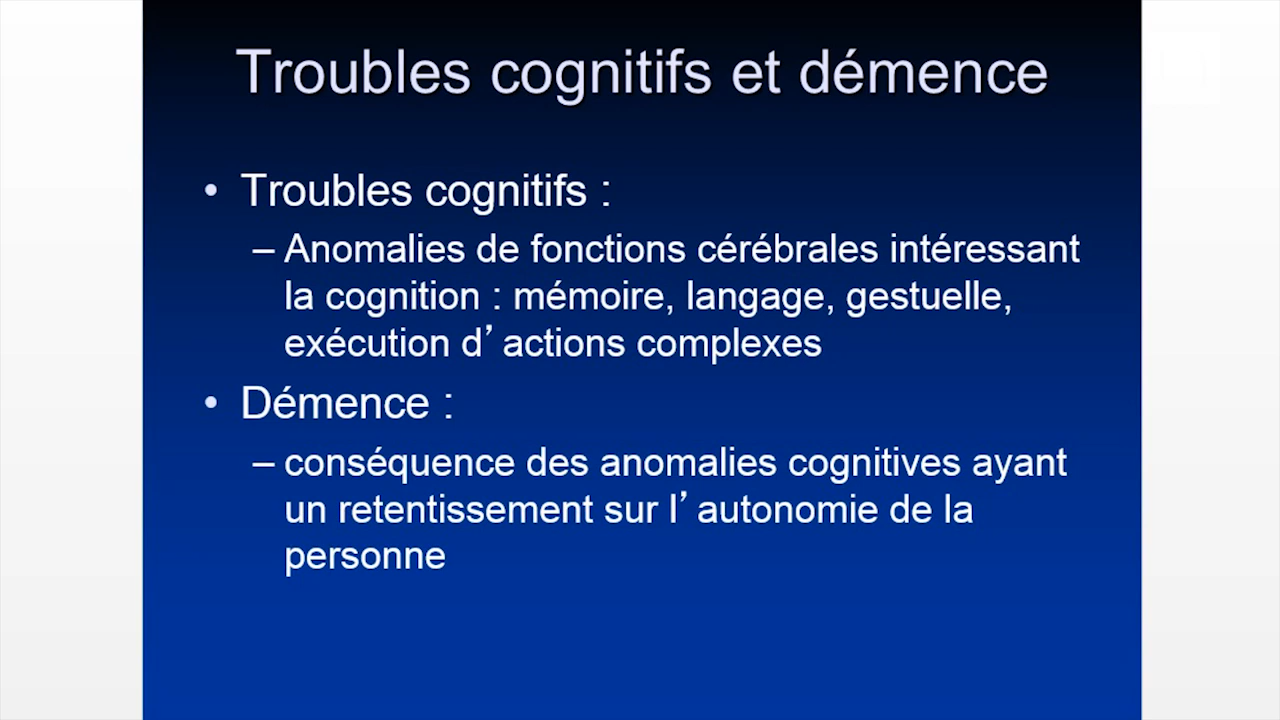 Troubles cognitifs et démence
• Troubles cognitifs :
– Anomalies de fonctions cérébrales intéressant
la cognition : mémoire, langage, gestuelle,
exécution d’ actions complexes
• Démence :
– conséquence des anomalies cognitives ayant
un retentissement sur l’ autonomie de la
personne